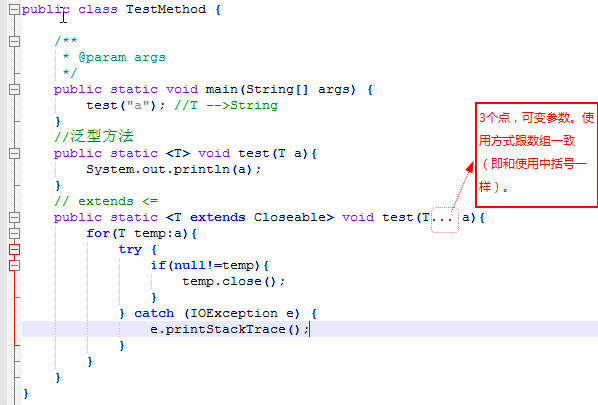 public class TestMethod {
/**
* @param args
*/
public static void main(String[] args) {
test("a"); //T -->String
}
//泛型方法
public static <T> void test(T a){
System.out.println(a);
}
// extends <=
public static <T extends Closeable> void test(T... a){
for(T temp:a){
try {
if(null!=temp){
temp.close();
}
} catch (IOException e) {
e.printStackTrace();
}
}
}
}
3个点，可变参数。使
用方式跟数组一致
（即和使用中括号一
样）。